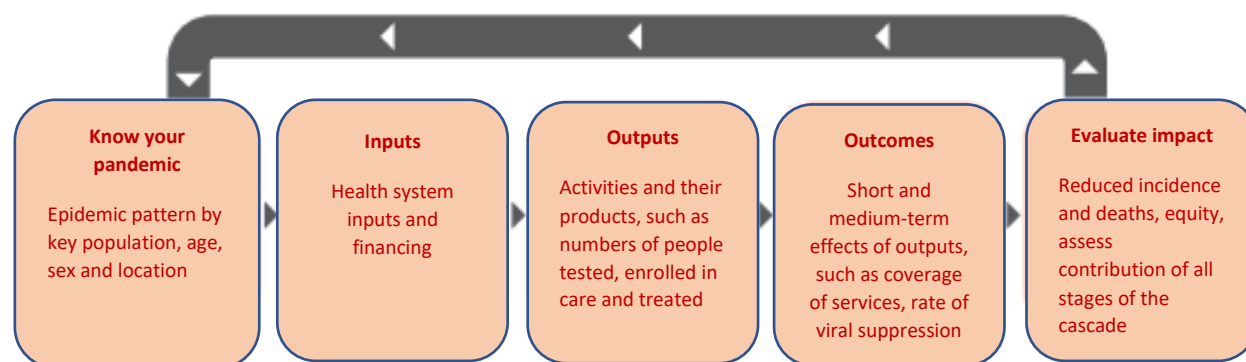 Know your
pandemic
Epidemic pattern by
key population, age,
sex and location
Inputs
Health system
inputs and
financing
Outputs
Activities and their
products, such as
numbers of people
tested, enrolled in
care and treated
Outcomes
Short and
medium-term
effects of outputs,
such as coverage
of services, rate of
viral suppression
Evaluate impact
Reduced incidence
and deaths, equity,
assess
contribution of all
stages of the
cascade